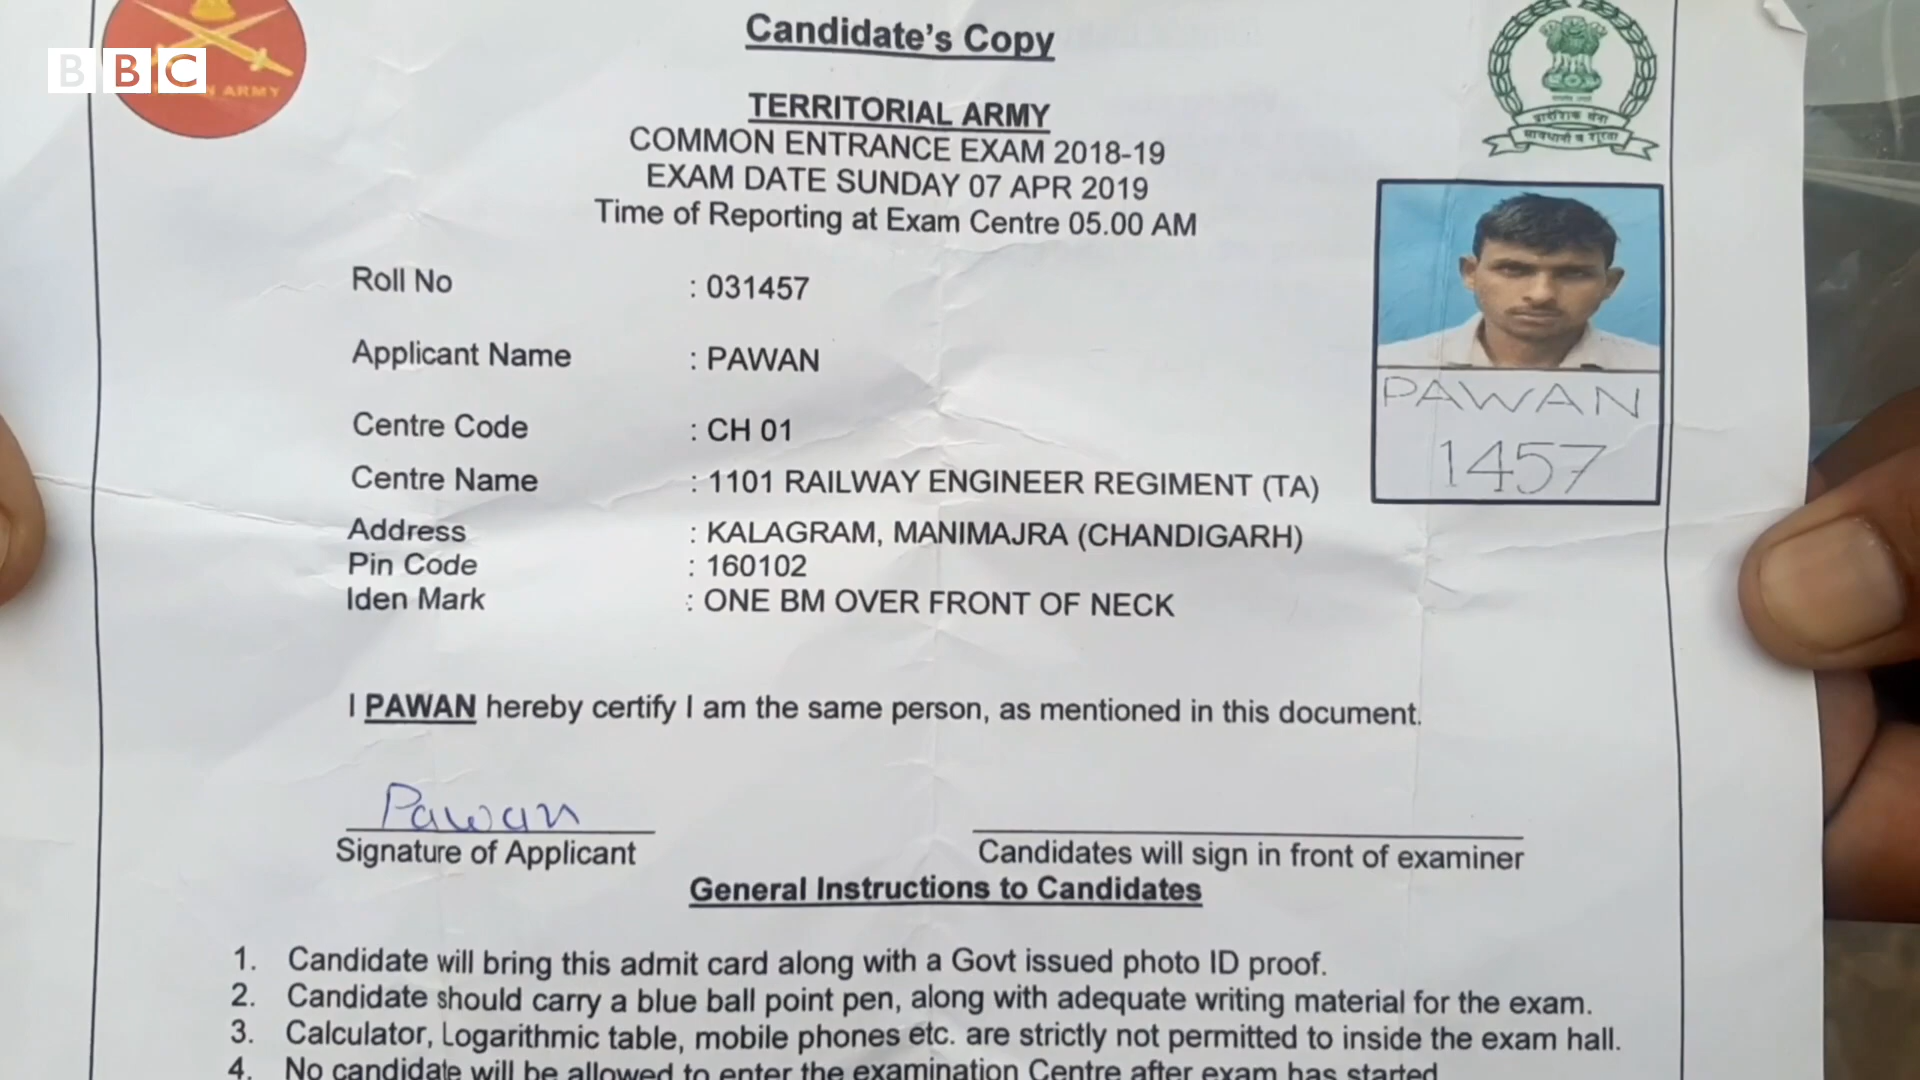 BBC
N ARMY
Candidate's Copy
TERRITORIAL ARMY
COMMON ENTRANCE EXAM 2018-19
EXAM DATE SUNDAY 07 APR 2019
Time of Reporting at Exam Centre 05.00 AM
Roll No : 031457
Applicant Name : PAWAN
Centre Code : CH 01
Centre Name : 1101 RAILWAY ENGINEER REGIMENT (TA)
Address : KALAGRAM, MANIMAJRA (CHANDIGARH)
Pin Code : 160102
Iden Mark : ONE BM OVER FRONT OF NECK
PAWAN
1457
I PAWAN hereby certify I am the same person, as mentioned in this document.
Pawan
Signature of Applicant
Candidates will sign in front of examiner
General Instructions to Candidates
1. Candidate will bring this admit card along with a Govt issued photo ID proof.
2. Candidate should carry a blue ball point pen, along with adequate writing material for the exam.
3. Calculator, Logarithmic table, mobile phones etc. are strictly not permitted to inside the exam hall.
4. No candidate will be allowed to enter the examination Centre after exam has started